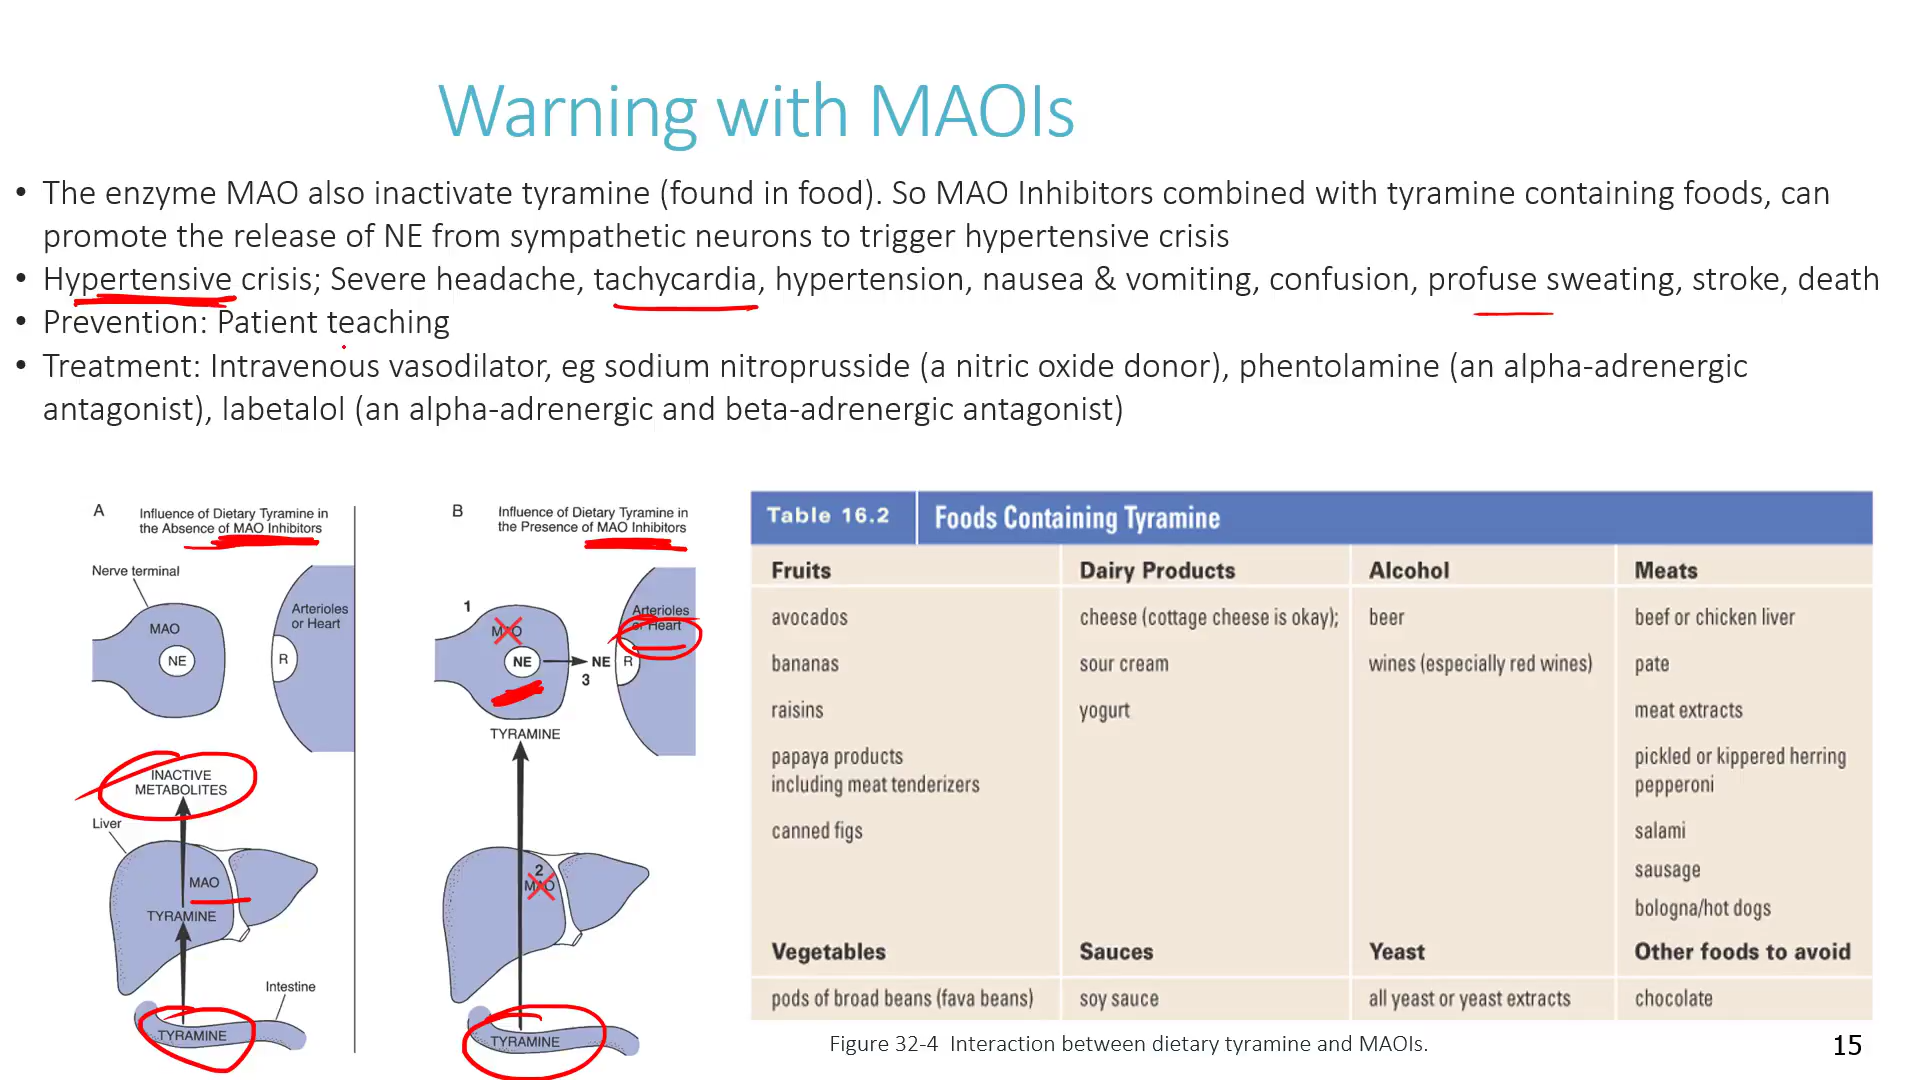 Warning with MAOIs
• The enzyme MAO also inactivate tyramine (found in food). So MAO Inhibitors combined with tyramine containing foods, can
promote the release of NE from sympathetic neurons to trigger hypertensive crisis
• Hypertensive crisis; Severe headache, tachycardia, hypertension, nausea & vomiting, confusion, profuse sweating, stroke, death
• Prevention: Patient teaching
• Treatment: Intravenous vasodilator, eg sodium nitroprusside (a nitric oxide donor), phentolamine (an alpha-adrenergic
antagonist), labetalol (an alpha-adrenergic and beta-adrenergic antagonist)
A
Influence of Dietary Tyramine in
the Absence of MAO Inhibitors
Nerve terminal
MAO
NE
Arterioles
or Heart
R
INACTIVE
METABOLITES
Liver
MAO
TYRAMINE
Intestine
TYRAMINE
B
Influence of Dietary Tyramine in
the Presence of MAO Inhibitors
1
MAO
NE
NE
3
Arterioles
or Heart
R
TYRAMINE
2
MAO
TYRAMINE
Table 16.2 Foods Containing Tyramine
Fruits Dairy Products Alcohol Meats
avocados cheese (cottage cheese is okay); beer beef or chicken liver
bananas sour cream wines (especially red wines) pate
raisins yogurt meat extracts
papaya products pickled or kippered herring
including meat tenderizers pepperoni
canned figs salami
sausage
bologna/hot dogs
Vegetables Sauces Yeast Other foods to avoid
pods of broad beans (fava beans) soy sauce all yeast or yeast extracts chocolate
Figure 32-4 Interaction between dietary tyramine and MAOIs.
15